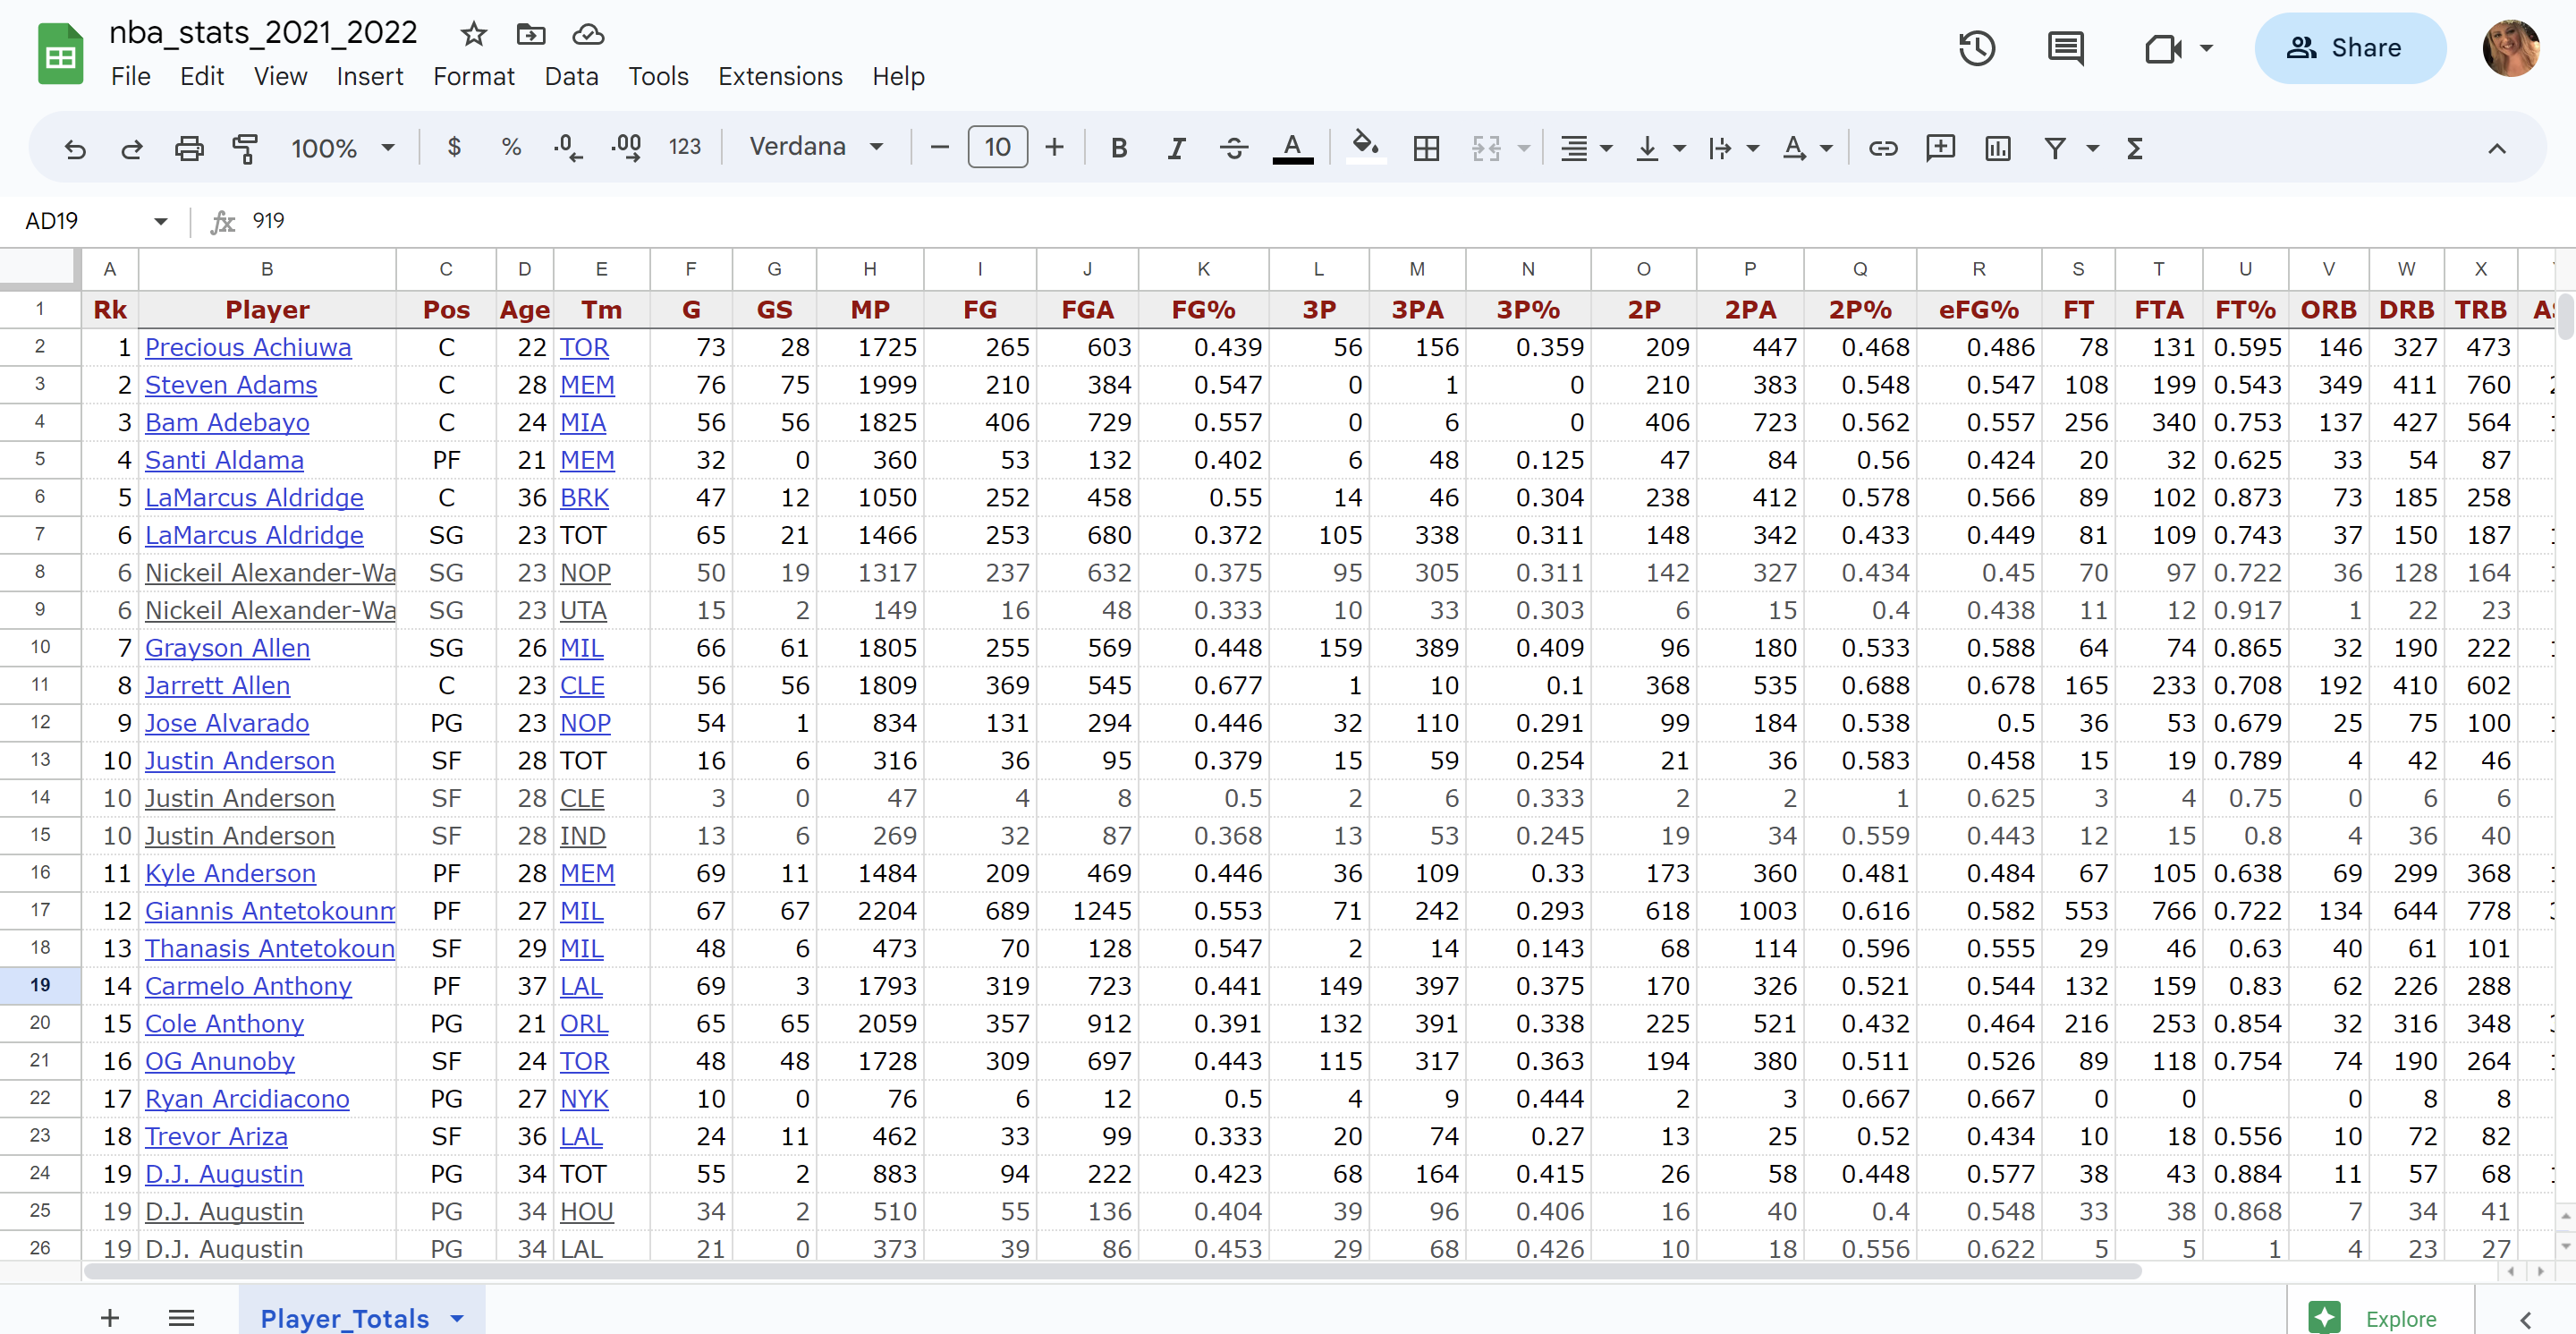 nba_stats_2021_2022
File Edit View Insert Format Data Tools Extensions Help
Share
100% $ % .0 .00 123 Verdana 10 B I A A
AD19 fx 919
A B C D E F G H I J K L M N O P Q R S T U V W X
1 Rk Player Pos Age Tm G GS MP FG FGA FG% 3P 3PA 3P% 2P 2PA 2P% eFG% FT FTA FT% ORB DRB TRB
2 1 Precious Achiuwa C 22 TOR 73 28 1725 265 603 0.439 56 156 0.359 209 447 0.468 0.486 78 131 0.595 146 327 473
3 2 Steven Adams C 28 MEM 76 75 1999 210 384 0.547 0 1 0 210 383 0.548 0.547 108 199 0.543 349 411 760
4 3 Bam Adebayo C 24 MIA 56 56 1825 406 729 0.557 0 6 0 406 723 0.562 0.557 256 340 0.753 137 427 564
5 4 Santi Aldama PF 21 MEM 32 0 360 53 132 0.402 6 48 0.125 47 84 0.56 0.424 20 32 0.625 33 54 87
6 5 LaMarcus Aldridge C 36 BRK 47 12 1050 252 458 0.55 14 46 0.304 238 412 0.578 0.566 89 102 0.873 73 185 258
7 6 LaMarcus Aldridge SG 23 TOT 65 21 1466 253 680 0.372 105 338 0.311 148 342 0.433 0.449 81 109 0.743 37 150 187
8 6 Nickeil Alexander-Wa SG 23 NOP 50 19 1317 237 632 0.375 95 305 0.311 142 327 0.434 0.45 70 97 0.722 36 128 164
9 6 Nickeil Alexander-Wa SG 23 UTA 15 2 149 16 48 0.333 10 33 0.303 6 15 0.4 0.438 11 12 0.917 1 22 23
10 7 Grayson Allen SG 26 MIL 66 61 1805 255 569 0.448 159 389 0.409 96 180 0.533 0.588 64 74 0.865 32 190 222
11 8 Jarrett Allen C 23 CLE 56 56 1809 369 545 0.677 1 10 0.1 368 535 0.688 0.678 165 233 0.708 192 410 602
12 9 Jose Alvarado PG 23 NOP 54 1 834 131 294 0.446 32 110 0.291 99 184 0.538 0.5 36 53 0.679 25 75 100
13 10 Justin Anderson SF 28 TOT 16 6 316 36 95 0.379 15 59 0.254 21 36 0.583 0.458 15 19 0.789 4 42 46
14 10 Justin Anderson SF 28 CLE 3 0 47 4 8 0.5 2 6 0.333 2 2 1 0.625 3 4 0.75 0 6 6
15 10 Justin Anderson SF 28 IND 13 6 269 32 87 0.368 13 53 0.245 19 34 0.559 0.443 12 15 0.8 4 36 40
16 11 Kyle Anderson PF 28 MEM 69 11 1484 209 469 0.446 36 109 0.33 173 360 0.481 0.484 67 105 0.638 69 299 368
17 12 Giannis Antetokounm PF 27 MIL 67 67 2204 689 1245 0.553 71 242 0.293 618 1003 0.616 0.582 553 766 0.722 134 644 778
18 13 Thanasis Antetokoun SF 29 MIL 48 6 473 70 128 0.547 2 14 0.143 68 114 0.596 0.555 29 46 0.63 40 61 101
19 14 Carmelo Anthony PF 37 LAL 69 3 1793 319 723 0.441 149 397 0.375 170 326 0.521 0.544 132 159 0.83 62 226 288
20 15 Cole Anthony PG 21 ORL 65 65 2059 357 912 0.391 132 391 0.338 225 521 0.432 0.464 216 253 0.854 32 316 348
21 16 OG Anunoby SF 24 TOR 48 48 1728 309 697 0.443 115 317 0.363 194 380 0.511 0.526 89 118 0.754 74 190 264
22 17 Ryan Arcidiacono PG 27 NYK 10 0 76 6 12 0.5 4 9 0.444 2 3 0.667 0.667 0 0 0 8 8
23 18 Trevor Ariza SF 36 LAL 24 11 462 33 99 0.333 20 74 0.27 13 25 0.52 0.434 10 18 0.556 10 72 82
24 19 D.J. Augustin PG 34 TOT 55 2 883 94 222 0.423 68 164 0.415 26 58 0.448 0.577 38 43 0.884 11 57 68
25 19 D.J. Augustin PG 34 HOU 34 2 510 55 136 0.404 39 96 0.406 16 40 0.4 0.548 33 38 0.868 7 34 41
26 19 D.J. Augustin PG 34 LAL 21 0 373 39 86 0.453 29 68 0.426 10 18 0.556 0.622 5 5 1 4 23 27
Player_Totals
Explore